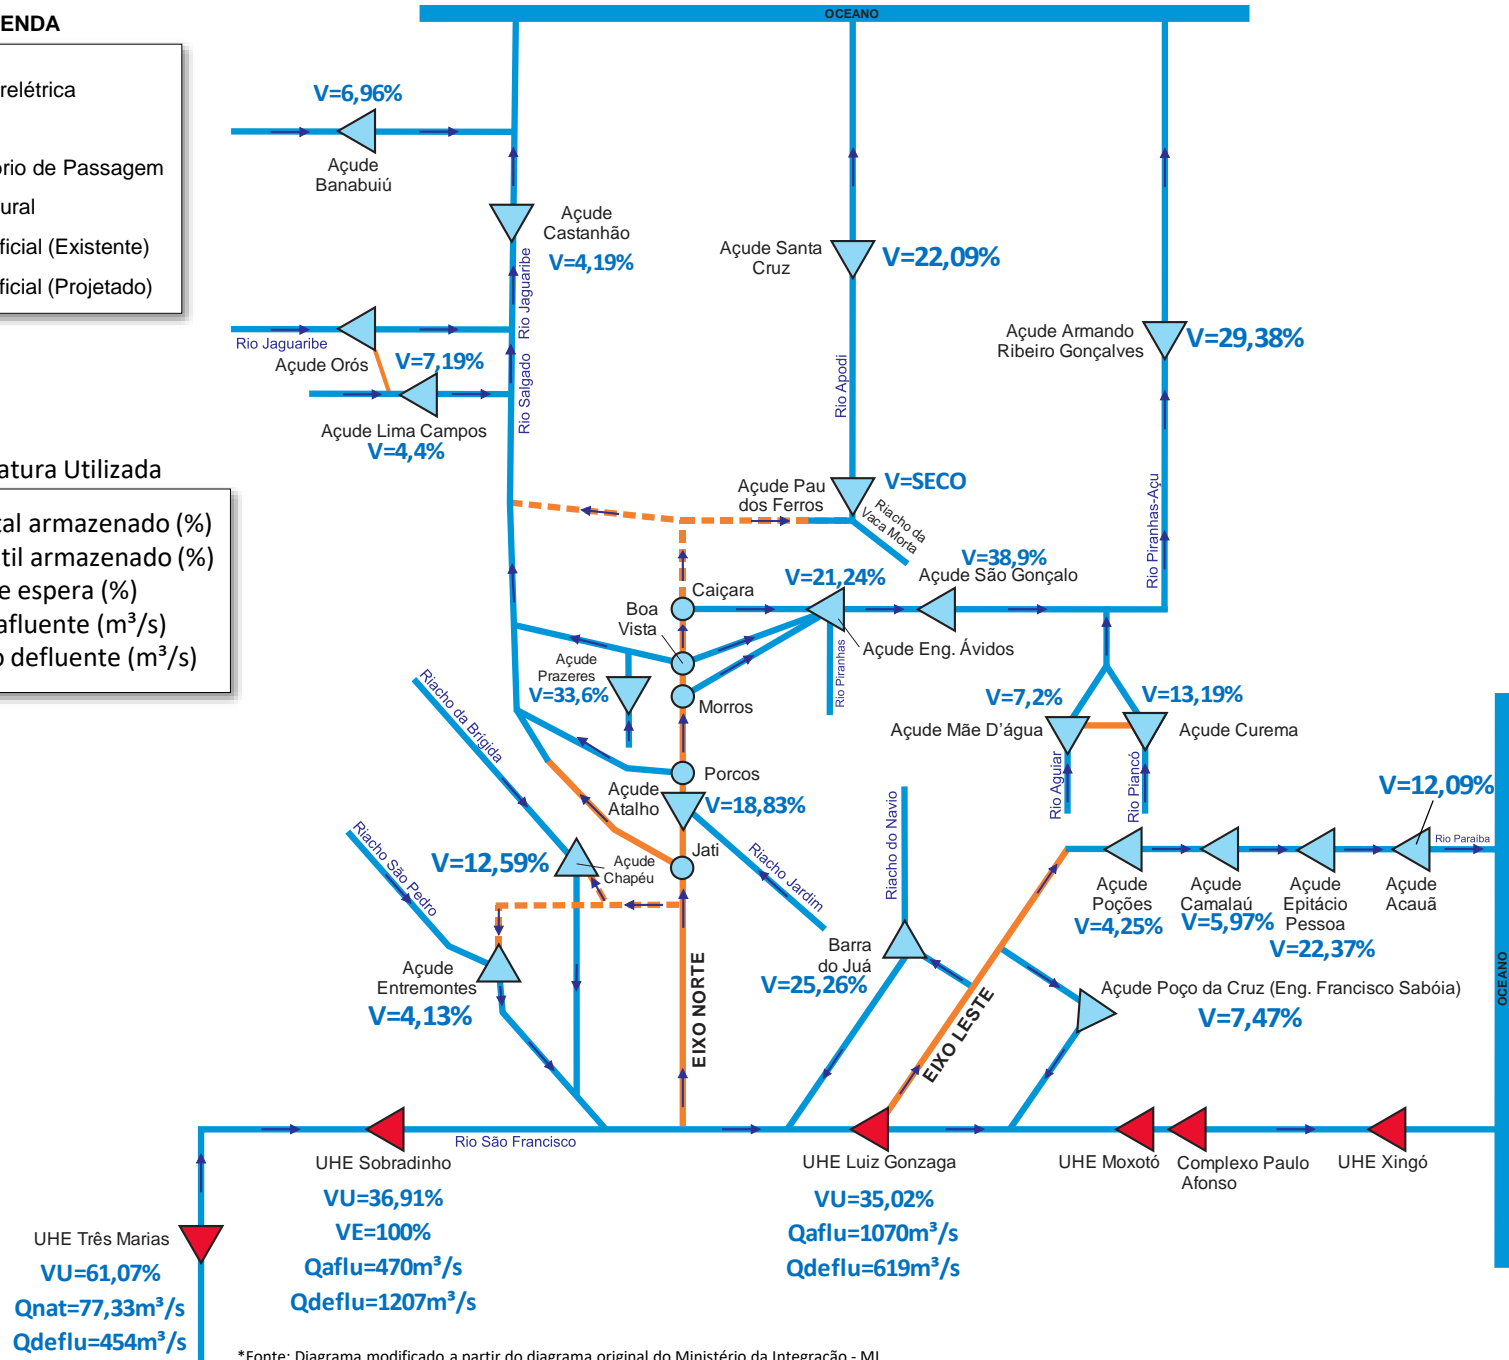 OCEANO
ENDA
relétrica
ório de Passagem
ural
ficial (Existente)
ficial (Projetado)
V=6,96%
Açude
Banabuiú
Açude
Castanhão
V=4,19%
Rio Jaguaribe
Açude Santa
Cruz
V=22,09%
Açude Armando
Ribeiro Gonçalves
V=29,38%
Rio Jaguaribe
Açude Orós
V=7,19%
Rio Salgado
Rio Apodi
Açude Lima Campos
V=4,4%
atura Utilizada
tal armazenado (%)
til armazenado (%)
e espera (%)
afluente (m³/s)
o defluente (m³/s)
Açude Pau
dos Ferros
V=SECO
Riacho da
Vaca Morta
Rio Piranhas-Açu
V=38,9%
Açude São Gonçalo
V=21,24%
Caiçara
Boa
Vista
Açude Eng. Ávidos
Rio Piranhas
Açude
Prazeres
V=33,6%
Morros
Riacho da Brígida
V=7,2%
Açude Mãe D'água
V=13,19%
Açude Curema
Rio Aguiar
Rio Piancó
Porcos
Açude
Atalho
V=18,83%
V=12,09%
Rio Paraiba
Riacho São Pedro
V=12,59%
Açude
Chapéu
Jati
Riacho Jardim
Riacho do Navio
Açude
Poções
V=4,25%
Açude
Camalaú
V=5,97%
Açude
Epitácio
Pessoa
V=22,37%
Açude
Acauã
Barra
do Juá
V=25,26%
Açude
Entremontes
V=4,13%
EIXO NORTE
EIXO LESTE
Açude Poço da Cruz (Eng. Francisco Sabóia)
V=7,47%
OCEANO
Rio São Francisco
UHE Sobradinho
VU=36,91%
VE=100%
Qaflu=470m³/s
Qdeflu=1207m³/s
UHE Luiz Gonzaga
VU=35,02%
Qaflu=1070m³/s
Qdeflu=619m³/s
UHE Moxotó
Complexo Paulo
Afonso
UHE Xingó
UHE Três Marias
VU=61,07%
Qnat=77,33m³/s
Qdeflu=454m³/s
*Fonte: Diagrama modificado a partir do diagrama original do Ministério da Integração - MI